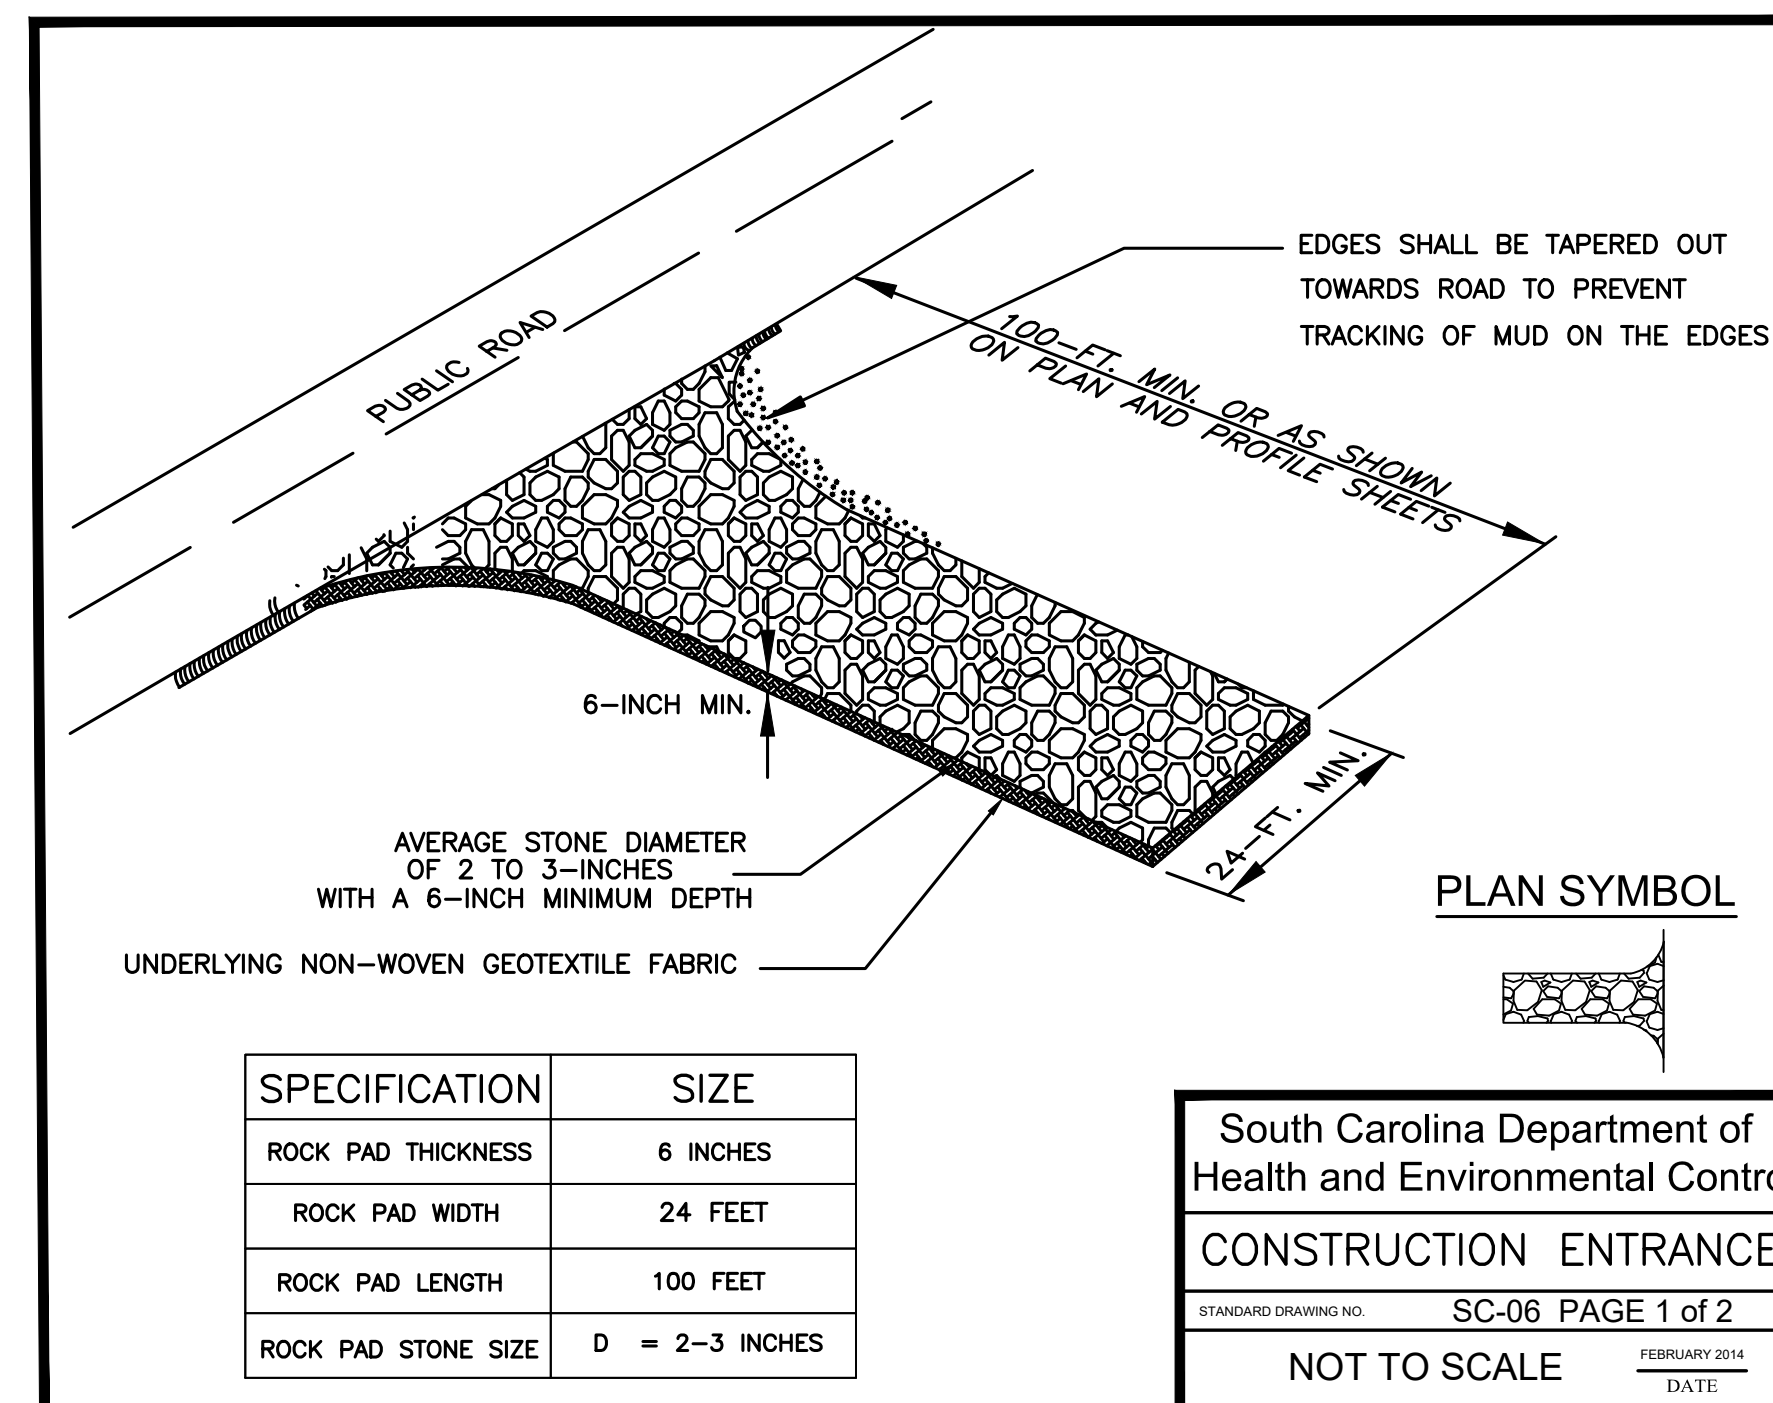 EDGES SHALL BE TAPERED OUT
TOWARDS ROAD TO PREVENT
TRACKING OF MUD ON THE EDGES
100-FT. MIN. OR AS SHOWN
ON PLAN AND PROFILE SHEETS
PUBLIC ROAD
6-INCH MIN.
24-FT. MIN.
AVERAGE STONE DIAMETER
OF 2 TO 3-INCHES
WITH A 6-INCH MINIMUM DEPTH
UNDERLYING NON-WOVEN GEOTEXTILE FABRIC
PLAN SYMBOL
SPECIFICATION SIZE
ROCK PAD THICKNESS 6 INCHES
ROCK PAD WIDTH 24 FEET
ROCK PAD LENGTH 100 FEET
ROCK PAD STONE SIZE D = 2-3 INCHES
South Carolina Department of
Health and Environmental
CONSTRUCTION ENTRANCE
STANDARD DRAWING NO. SC-06 PAGE 1 of 2
NOT TO SCALE FEBRUARY 2014
DATE